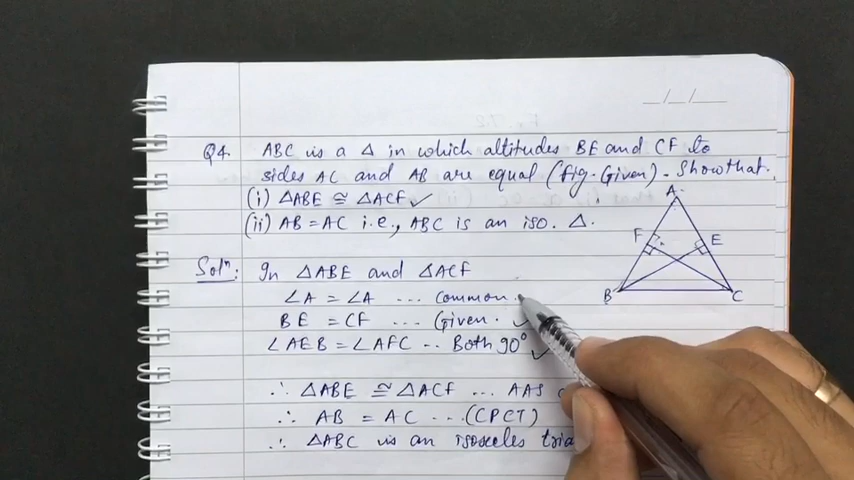 _/_/_
Q4. ABC is a Δ in which altitudes BE and CF to
sides AC and AB are equal (Fig. Given). Show that.
(i) ΔABE ≅ ΔACF ✓
(ii) AB = AC i.e., ABC is an iso. Δ.
A
F
E
B
C
Solⁿ: In ΔABE and ΔACF
∠A = ∠A ... Common.
BE = CF ... Given. ✓
∠AEB = ∠AFC .. Both 90° ✓
∴ ΔABE ≅ ΔACF ... AAS
∴ AB = AC ... (CPCT)
∴ ΔABC is an isosceles